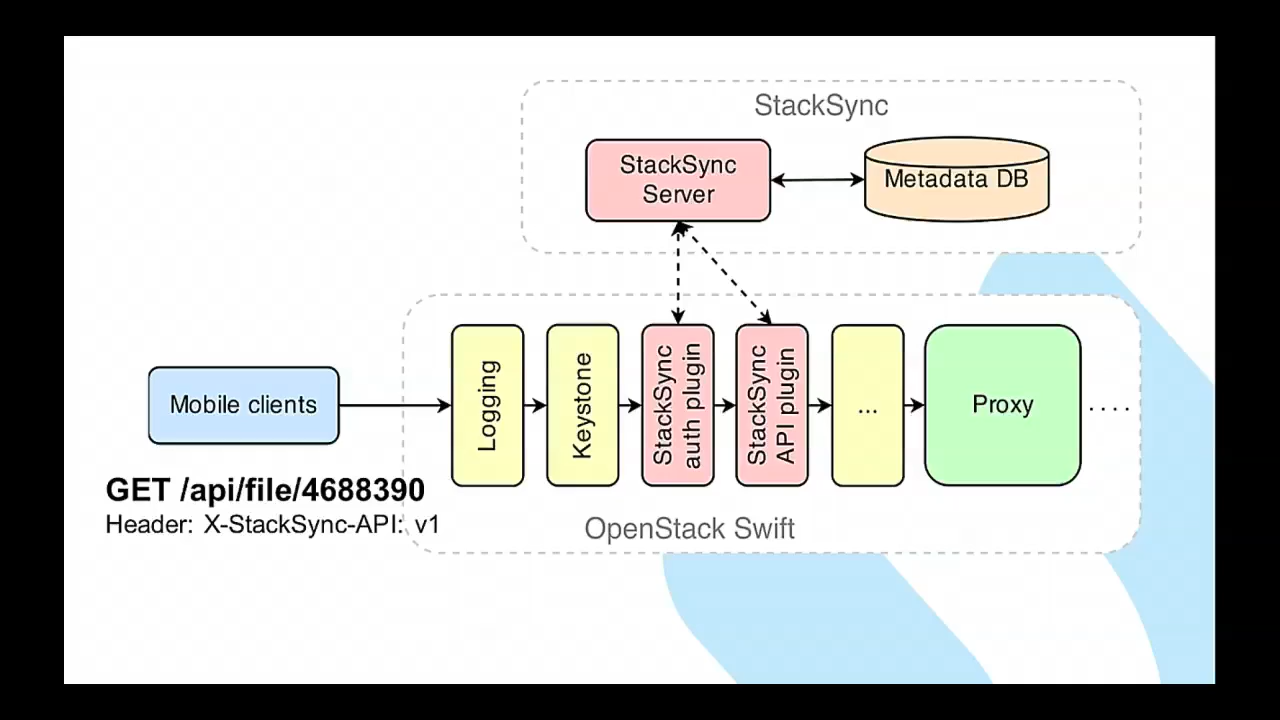 StackSync
StackSync
Server
Metadata DB
Mobile clients
Logging
Keystone
StackSync
auth plugin
StackSync
API plugin
...
Proxy
....
GET /api/file/4688390
Header: X-StackSync-API: v1
OpenStack Swift